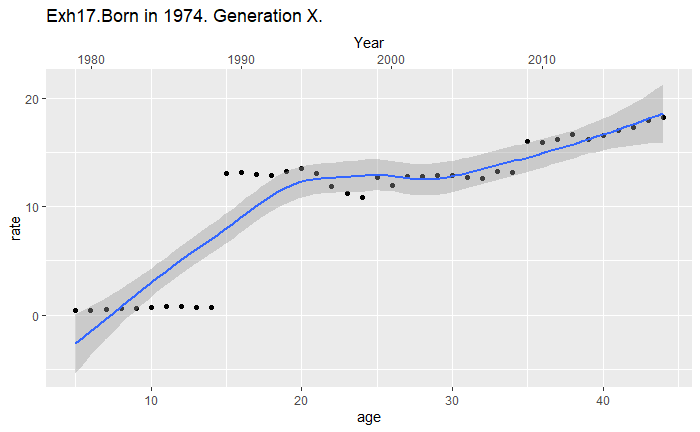 Exh17.Born in 1974. Generation X.
Year
1980 1990 2000 2010
20
10
0
rate
10 20 30 40
age